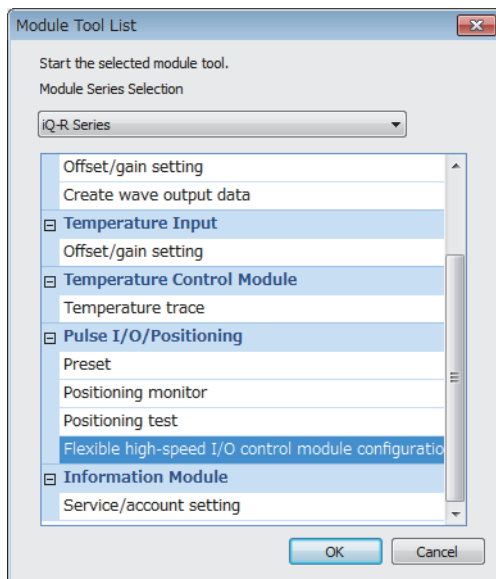 Module Tool List
Start the selected module tool.
Module Series Selection
iQ-R Series
Offset/gain setting
Create wave output data
Temperature Input
Offset/gain setting
Temperature Control Module
Temperature trace
Pulse I/O/Positioning
Preset
Positioning monitor
Positioning test
Flexible high-speed I/O control module configuratio
Information Module
Service/account setting
OK Cancel